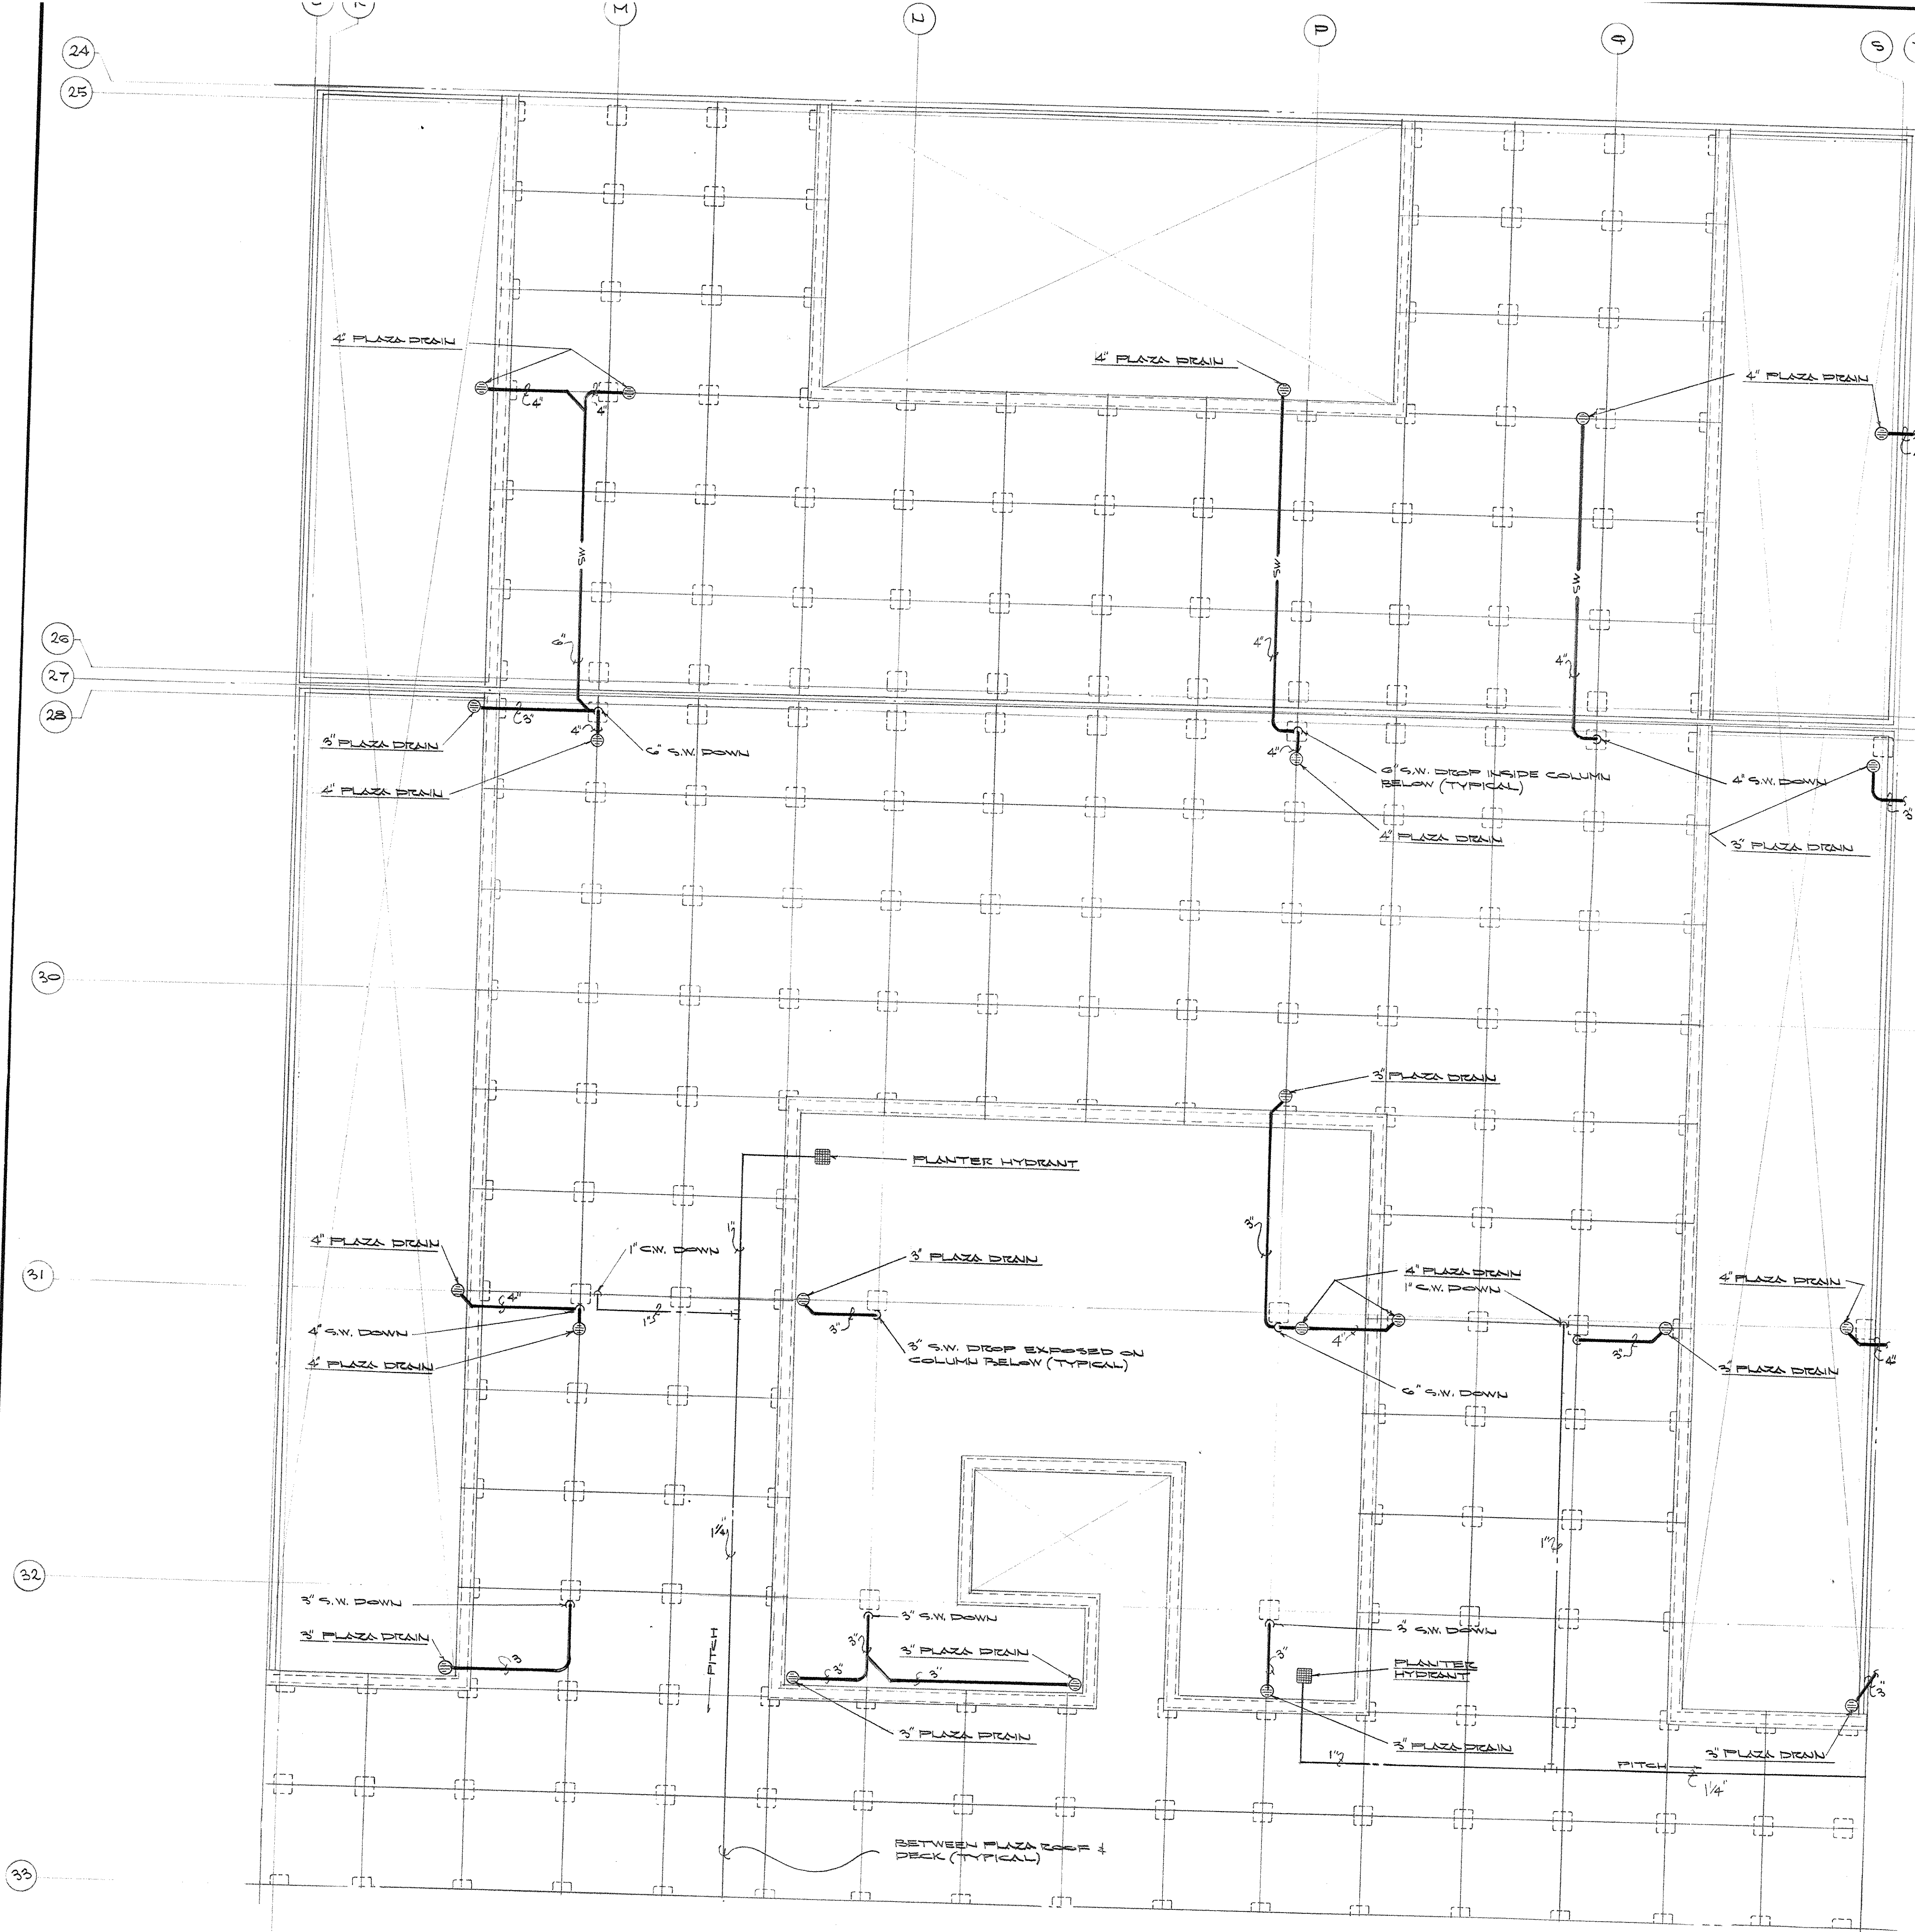 M
L
P
Q
S
24
25
4" PLAZA DRAIN
4"
4"
4" PLAZA DRAIN
4" PLAZA DRAIN
SW
SW
SW
26
27
28
6"
4"
4"
3"
4"
3" PLAZA DRAIN
6" S.W. DOWN
4" PLAZA DRAIN
4"
6" S.W. DROP INSIDE COLUMN
BELOW (TYPICAL)
4" PLAZA DRAIN
4" S.W. DOWN
3"
3" PLAZA DRAIN
30
3" PLAZA DRAIN
PLANTER HYDRANT
1"
3"
4" PLAZA DRAIN
1" C.W. DOWN
3" PLAZA DRAIN
4" PLAZA DRAIN
1" C.W. DOWN
4" PLAZA DRAIN
31
4"
1"
3"
4"
3"
4"
4" S.W. DOWN
4" PLAZA DRAIN
3" S.W. DROP EXPOSED ON
COLUMN BELOW (TYPICAL)
3" PLAZA DRAIN
6" S.W. DOWN
1 1/4"
1"
32
3" S.W. DOWN
3" PLAZA DRAIN
3
PITCH
3" S.W. DOWN
3"
3" PLAZA DRAIN
3"
3"
3" PLAZA DRAIN
3" S.W. DOWN
3"
PLANTER
HYDRANT
3" PLAZA DRAIN
3"
3" PLAZA DRAIN
1"
PITCH
1 1/4"
BETWEEN PLAZA ROOF &
DECK (TYPICAL)
33